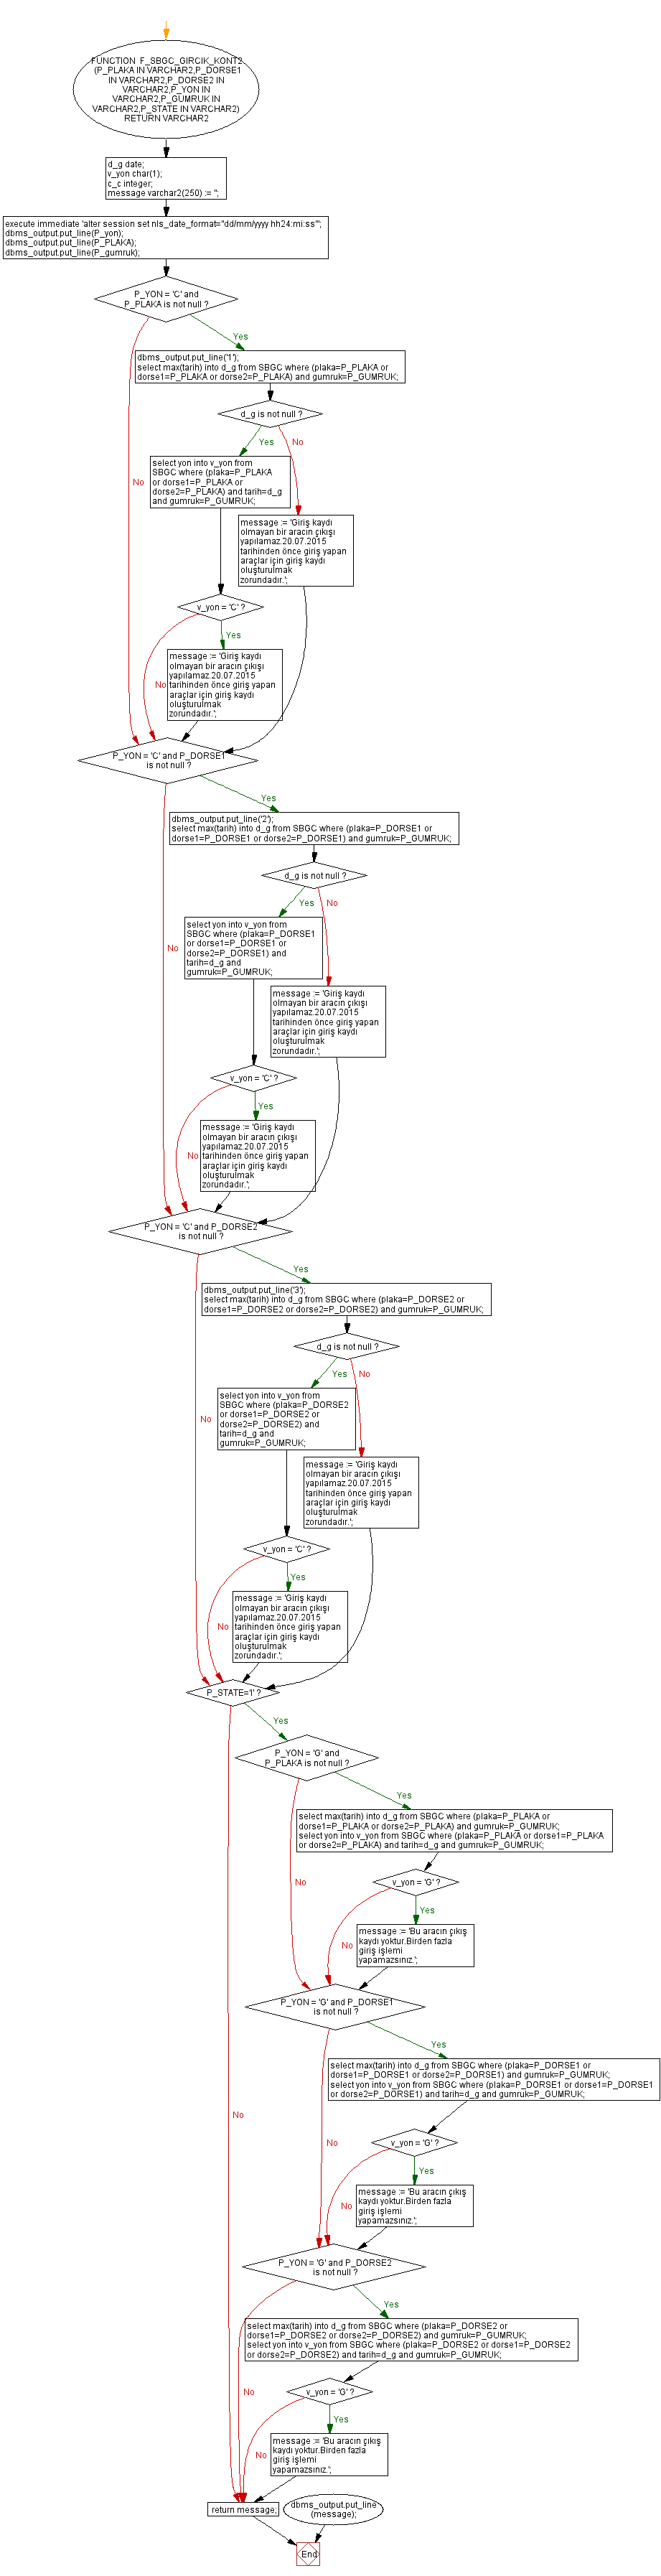 FUNCTION F_SBGC_GIRCIK_KONT2
(P_PLAKA IN VARCHAR2,P_DORSE1
IN VARCHAR2,P_DORSE2 IN
VARCHAR2,P_YON IN
VARCHAR2,P_GUMRUK IN
VARCHAR2,P_STATE IN VARCHAR2)
RETURN VARCHAR2
d_g date;
v_yon char(1);
c_c integer;
message varchar2(250) := '';
execute immediate 'alter session set nls_date_format="dd/mm/yyyy hh24:mi:ss"';
dbms_output.put_line(P_yon);
dbms_output.put_line(P_PLAKA);
dbms_output.put_line(P_gumruk);
P_YON = 'C' and
P_PLAKA is not null ?
Yes
dbms_output.put_line('1');
select max(tarih) into d_g from SBGC where (plaka=P_PLAKA or
dorse1=P_PLAKA or dorse2=P_PLAKA) and gumruk=P_GUMRUK;
d_g is not null ?
Yes
No
No
select yon into v_yon from
SBGC where (plaka=P_PLAKA
or dorse1=P_PLAKA or
dorse2=P_PLAKA) and tarih=d_g
and gumruk=P_GUMRUK;
message := 'Giriş kaydı
olmayan bir aracın çıkışı
yapılamaz.20.07.2015
tarihinden önce giriş yapan
araçlar için giriş kaydı
oluşturulmak
zorundadır.';
v_yon = 'C' ?
Yes
No
message := 'Giriş kaydı
olmayan bir aracın çıkışı
yapılamaz.20.07.2015
tarihinden önce giriş yapan
araçlar için giriş kaydı
oluşturulmak
zorundadır.';
P_YON = 'C' and P_DORSE1
is not null ?
Yes
dbms_output.put_line('2');
select max(tarih) into d_g from SBGC where (plaka=P_DORSE1 or
dorse1=P_DORSE1 or dorse2=P_DORSE1) and gumruk=P_GUMRUK;
d_g is not null ?
Yes
No
No
select yon into v_yon from
SBGC where (plaka=P_DORSE1
or dorse1=P_DORSE1 or
dorse2=P_DORSE1) and
tarih=d_g and
gumruk=P_GUMRUK;
message := 'Giriş kaydı
olmayan bir aracın çıkışı
yapılamaz.20.07.2015
tarihinden önce giriş yapan
araçlar için giriş kaydı
oluşturulmak
zorundadır.';
v_yon = 'C' ?
Yes
No
message := 'Giriş kaydı
olmayan bir aracın çıkışı
yapılamaz.20.07.2015
tarihinden önce giriş yapan
araçlar için giriş kaydı
oluşturulmak
zorundadır.';
P_YON = 'C' and P_DORSE2
is not null ?
Yes
dbms_output.put_line('3');
select max(tarih) into d_g from SBGC where (plaka=P_DORSE2 or
dorse1=P_DORSE2 or dorse2=P_DORSE2) and gumruk=P_GUMRUK;
d_g is not null ?
Yes
No
No
select yon into v_yon from
SBGC where (plaka=P_DORSE2
or dorse1=P_DORSE2 or
dorse2=P_DORSE2) and
tarih=d_g and
gumruk=P_GUMRUK;
message := 'Giriş kaydı
olmayan bir aracın çıkışı
yapılamaz.20.07.2015
tarihinden önce giriş yapan
araçlar için giriş kaydı
oluşturulmak
zorundadır.';
v_yon = 'C' ?
Yes
No
message := 'Giriş kaydı
olmayan bir aracın çıkışı
yapılamaz.20.07.2015
tarihinden önce giriş yapan
araçlar için giriş kaydı
oluşturulmak
zorundadır.';
P_STATE='1' ?
Yes
P_YON = 'G' and
P_PLAKA is not null ?
Yes
select max(tarih) into d_g from SBGC where (plaka=P_PLAKA or
dorse1=P_PLAKA or dorse2=P_PLAKA) and gumruk=P_GUMRUK;
select yon into v_yon from SBGC where (plaka=P_PLAKA or dorse1=P_PLAKA
or dorse2=P_PLAKA) and tarih=d_g and gumruk=P_GUMRUK;
No
v_yon = 'G' ?
Yes
No
message := 'Bu aracın çıkış
kaydı yoktur.Birden fazla
giriş işlemi
yapamazsınız.';
P_YON = 'G' and P_DORSE1
is not null ?
Yes
select max(tarih) into d_g from SBGC where (plaka=P_DORSE1 or
dorse1=P_DORSE1 or dorse2=P_DORSE1) and gumruk=P_GUMRUK;
select yon into v_yon from SBGC where (plaka=P_DORSE1 or dorse1=P_DORSE1
or dorse2=P_DORSE1) and tarih=d_g and gumruk=P_GUMRUK;
No
No
v_yon = 'G' ?
Yes
No
message := 'Bu aracın çıkış
kaydı yoktur.Birden fazla
giriş işlemi
yapamazsınız.';
P_YON = 'G' and P_DORSE2
is not null ?
Yes
select max(tarih) into d_g from SBGC where (plaka=P_DORSE2 or
dorse1=P_DORSE2 or dorse2=P_DORSE2) and gumruk=P_GUMRUK;
select yon into v_yon from SBGC where (plaka=P_DORSE2 or dorse1=P_DORSE2
or dorse2=P_DORSE2) and tarih=d_g and gumruk=P_GUMRUK;
No
v_yon = 'G' ?
Yes
No
message := 'Bu aracın çıkış
kaydı yoktur.Birden fazla
giriş işlemi
yapamazsınız.';
return message;
dbms_output.put_line
(message);
End